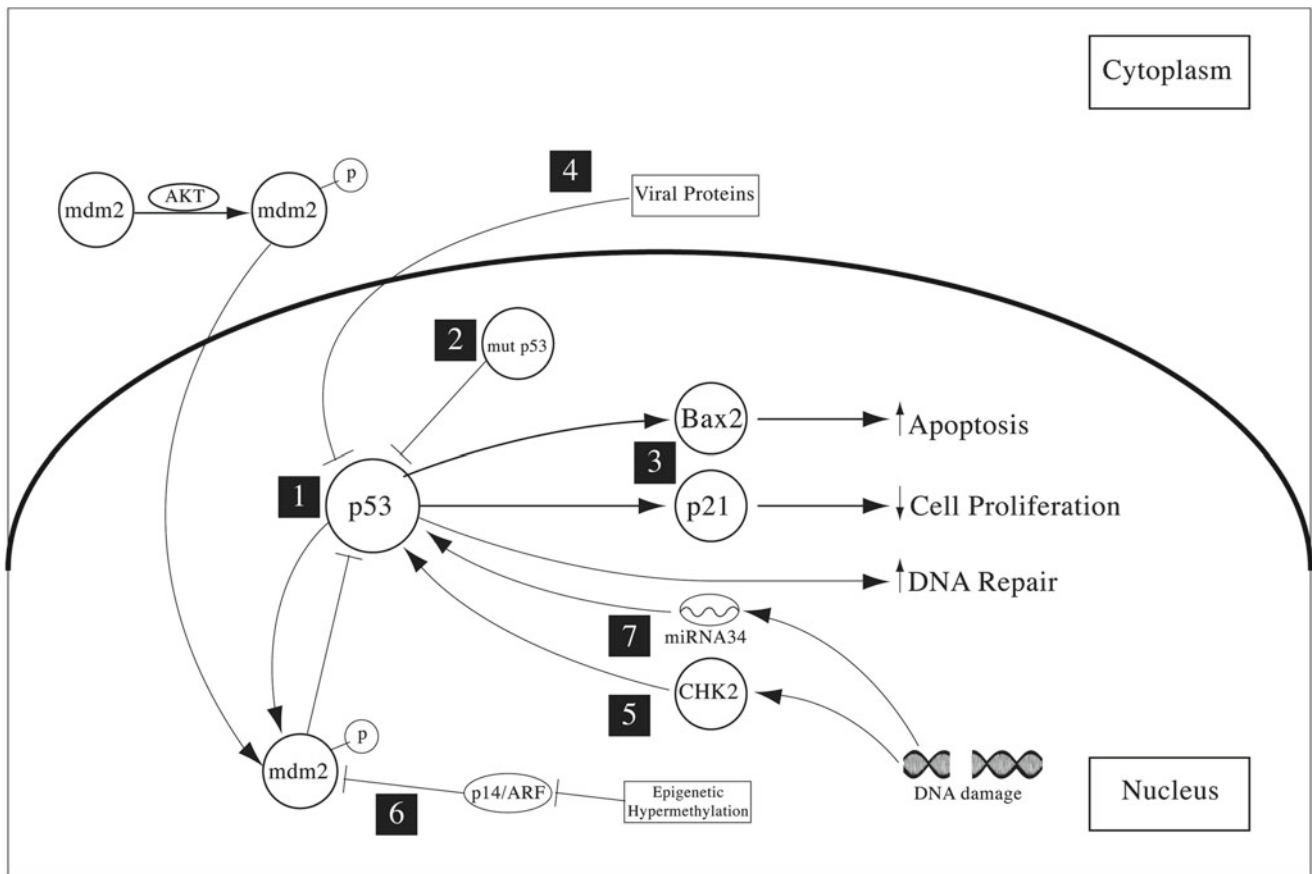 Cytoplasm
4
p
AKT
mdm2
mdm2
Viral Proteins
2
mut p53
Bax2
Apoptosis
3
1
p53
p21
Cell Proliferation
DNA Repair
7
miRNA34
5
CHK2
p
mdm2
p14/ARF
6
Epigenetic
Hypermethylation
DNA damage
Nucleus